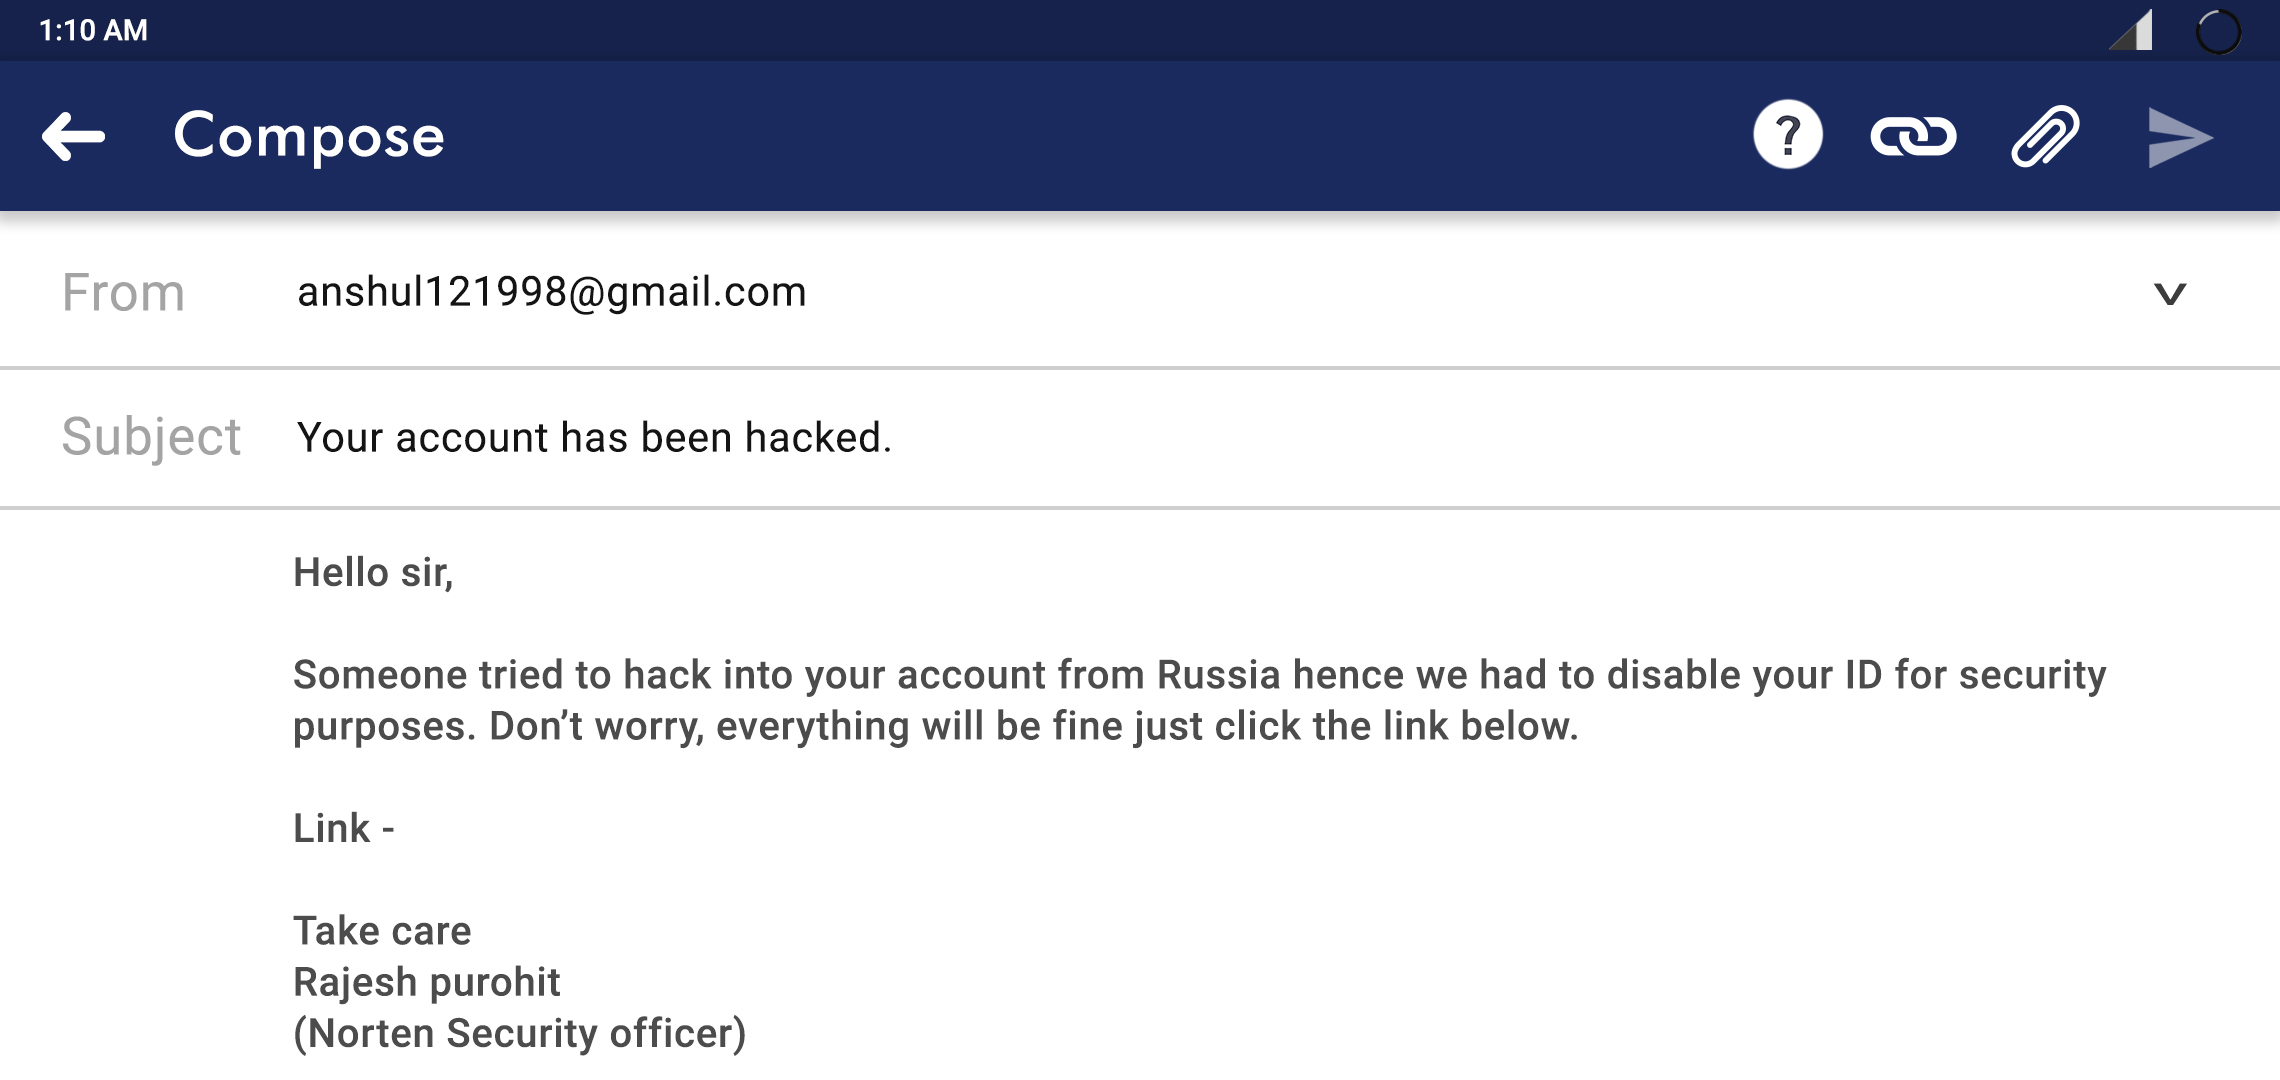 1:10 AM
Compose
?
From anshul121998@gmail.com
Subject Your account has been hacked.
Hello sir,
Someone tried to hack into your account from Russia hence we had to disable your ID for security
purposes. Don’t worry, everything will be fine just click the link below.
Link -
Take care
Rajesh purohit
(Norten Security officer)